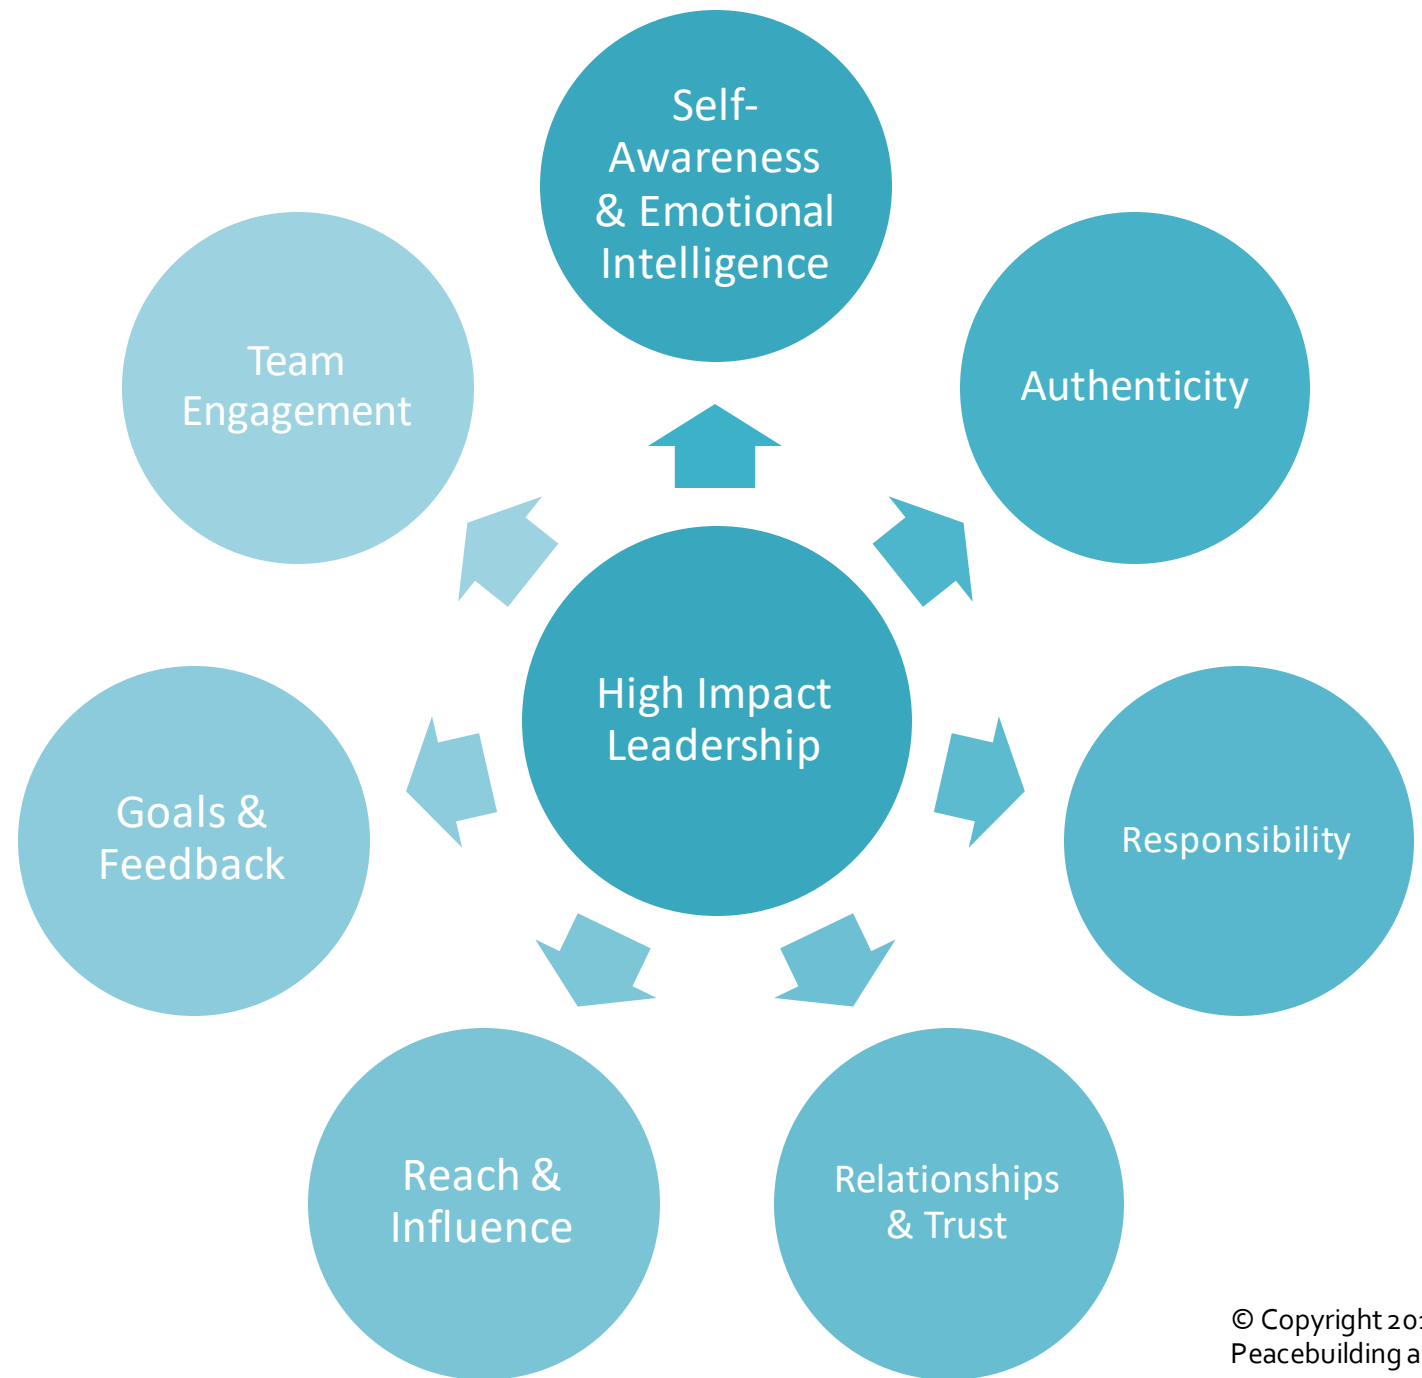 Self-
Awareness
& Emotional
Intelligence
Authenticity
Responsibility
Relationships
& Trust
Reach &
Influence
Goals &
Feedback
Team
Engagement
High Impact
Leadership
© Copyright
Peacebuilding